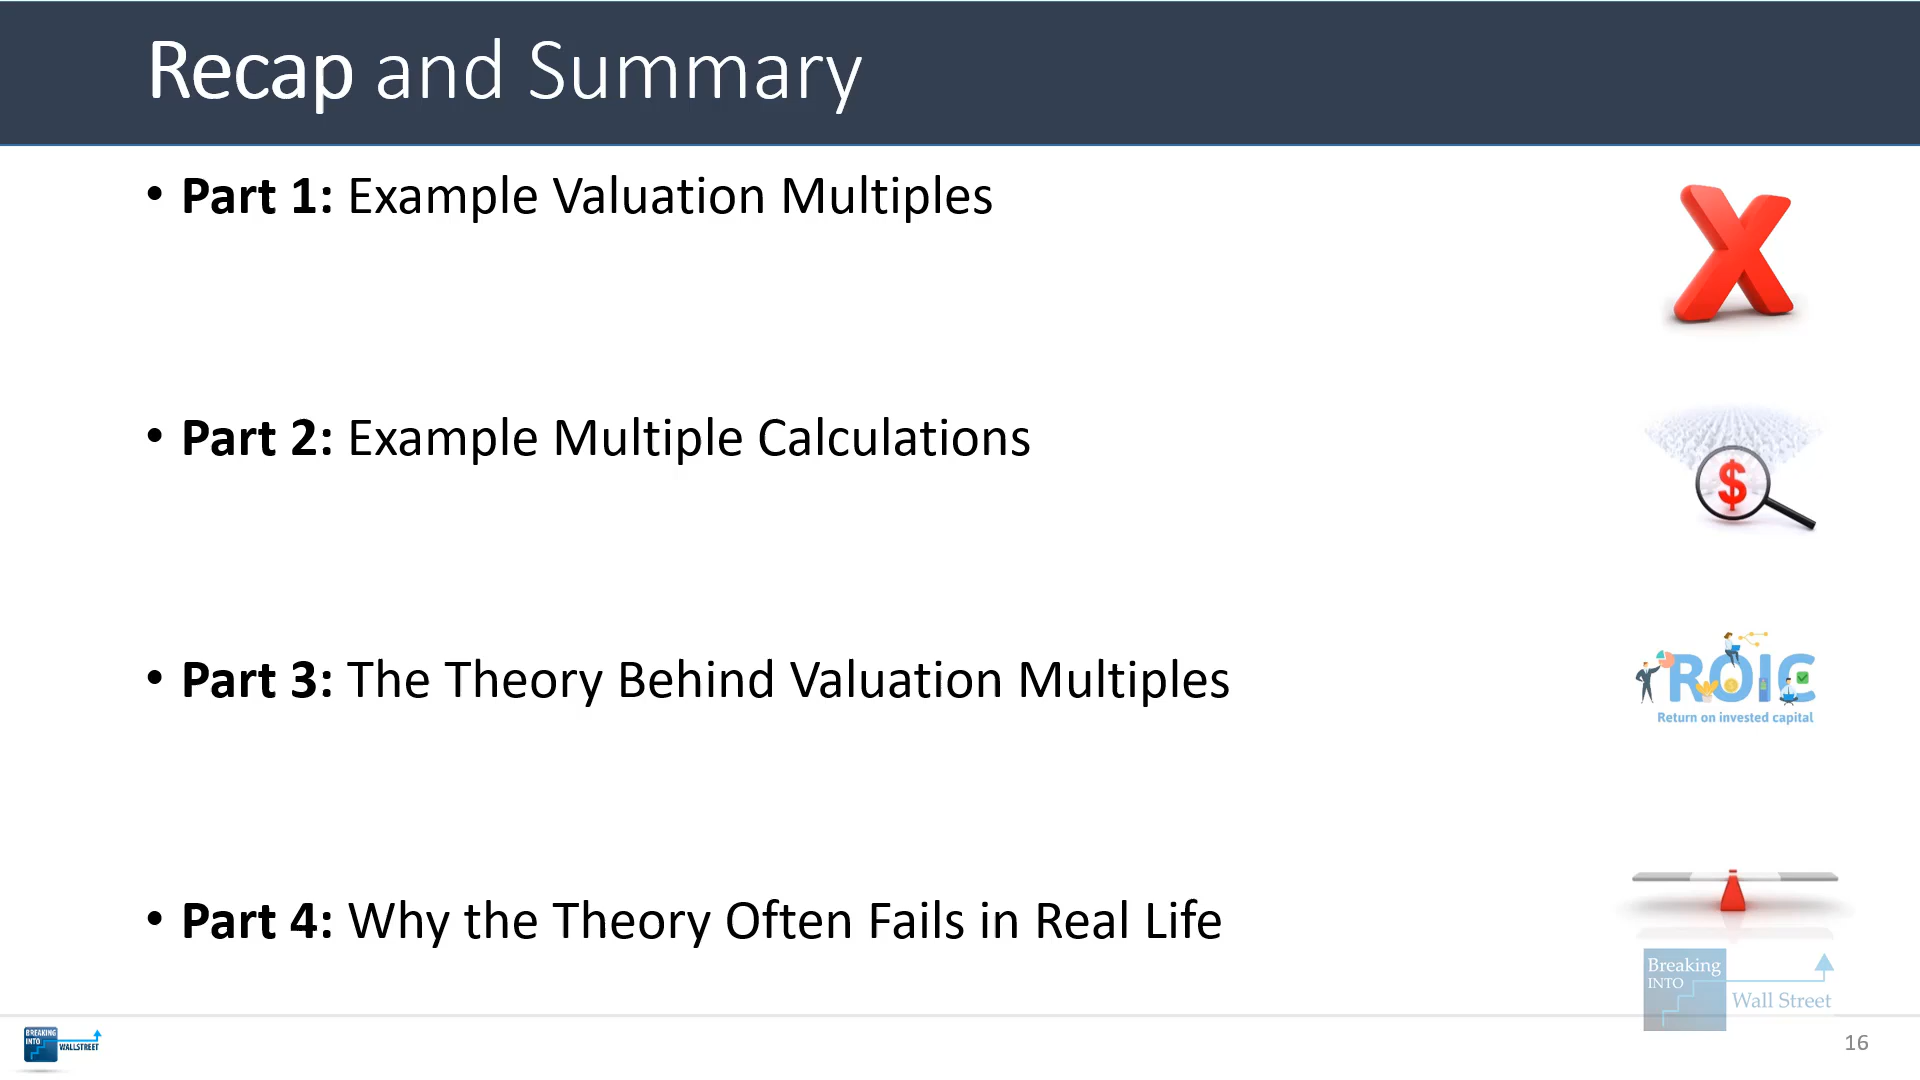 Recap and Summary
• Part 1: Example Valuation Multiples
X
• Part 2: Example Multiple Calculations
$
• Part 3: The Theory Behind Valuation Multiples
ROIC
Return on invested capital
• Part 4: Why the Theory Often Fails in Real Life
Breaking
INTO
Wall Street
BREAKING
INTO
WALLSTREET
16